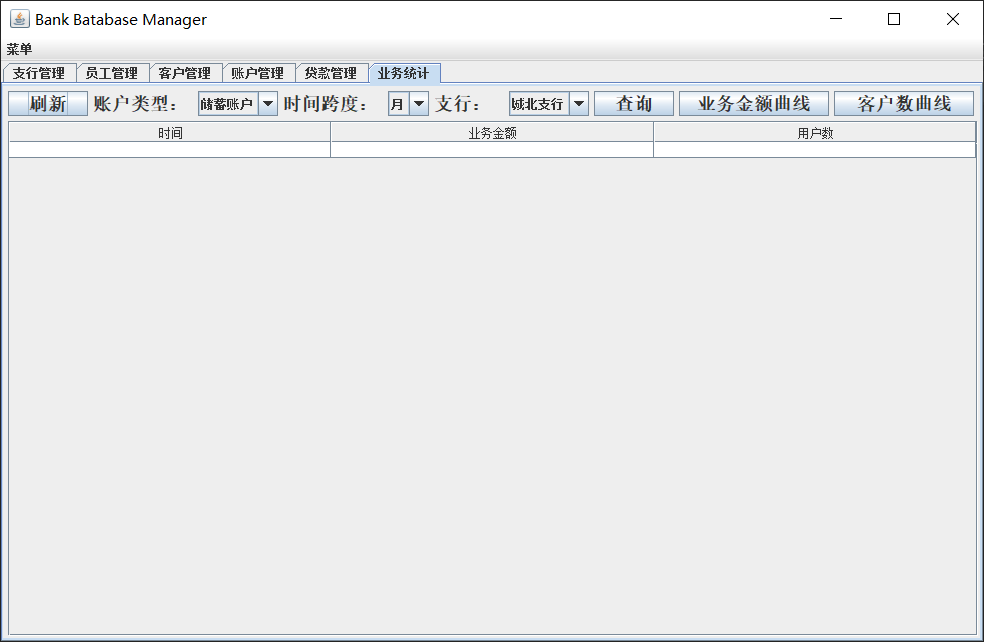 Bank Batabase Manager
菜单
支行管理 员工管理 客户管理 账户管理 贷款管理 业务统计
刷新 账户类型： 储蓄账户 时间跨度： 月 支行： 城北支行 查询 业务金额曲线 客户数曲线
时间 业务金额 用户数